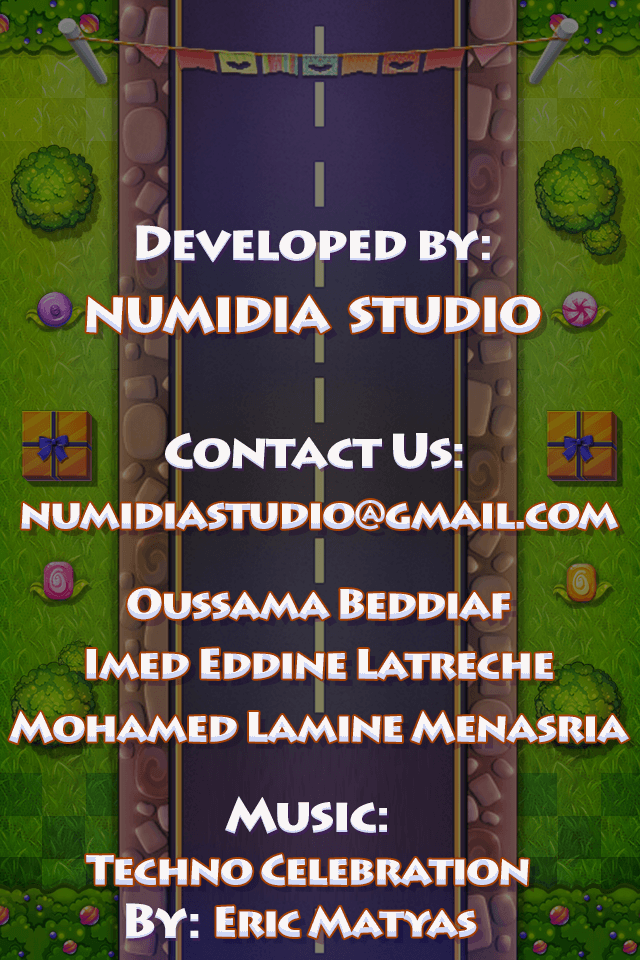 Developed by:
NUMIDIA STUDIO
Contact Us:
numidiastudio@gmail.com
Oussama Beddiaf
Imed Eddine Latreche
Mohamed Lamine Menasria
Music:
Techno Celebration
By: Eric Matyas